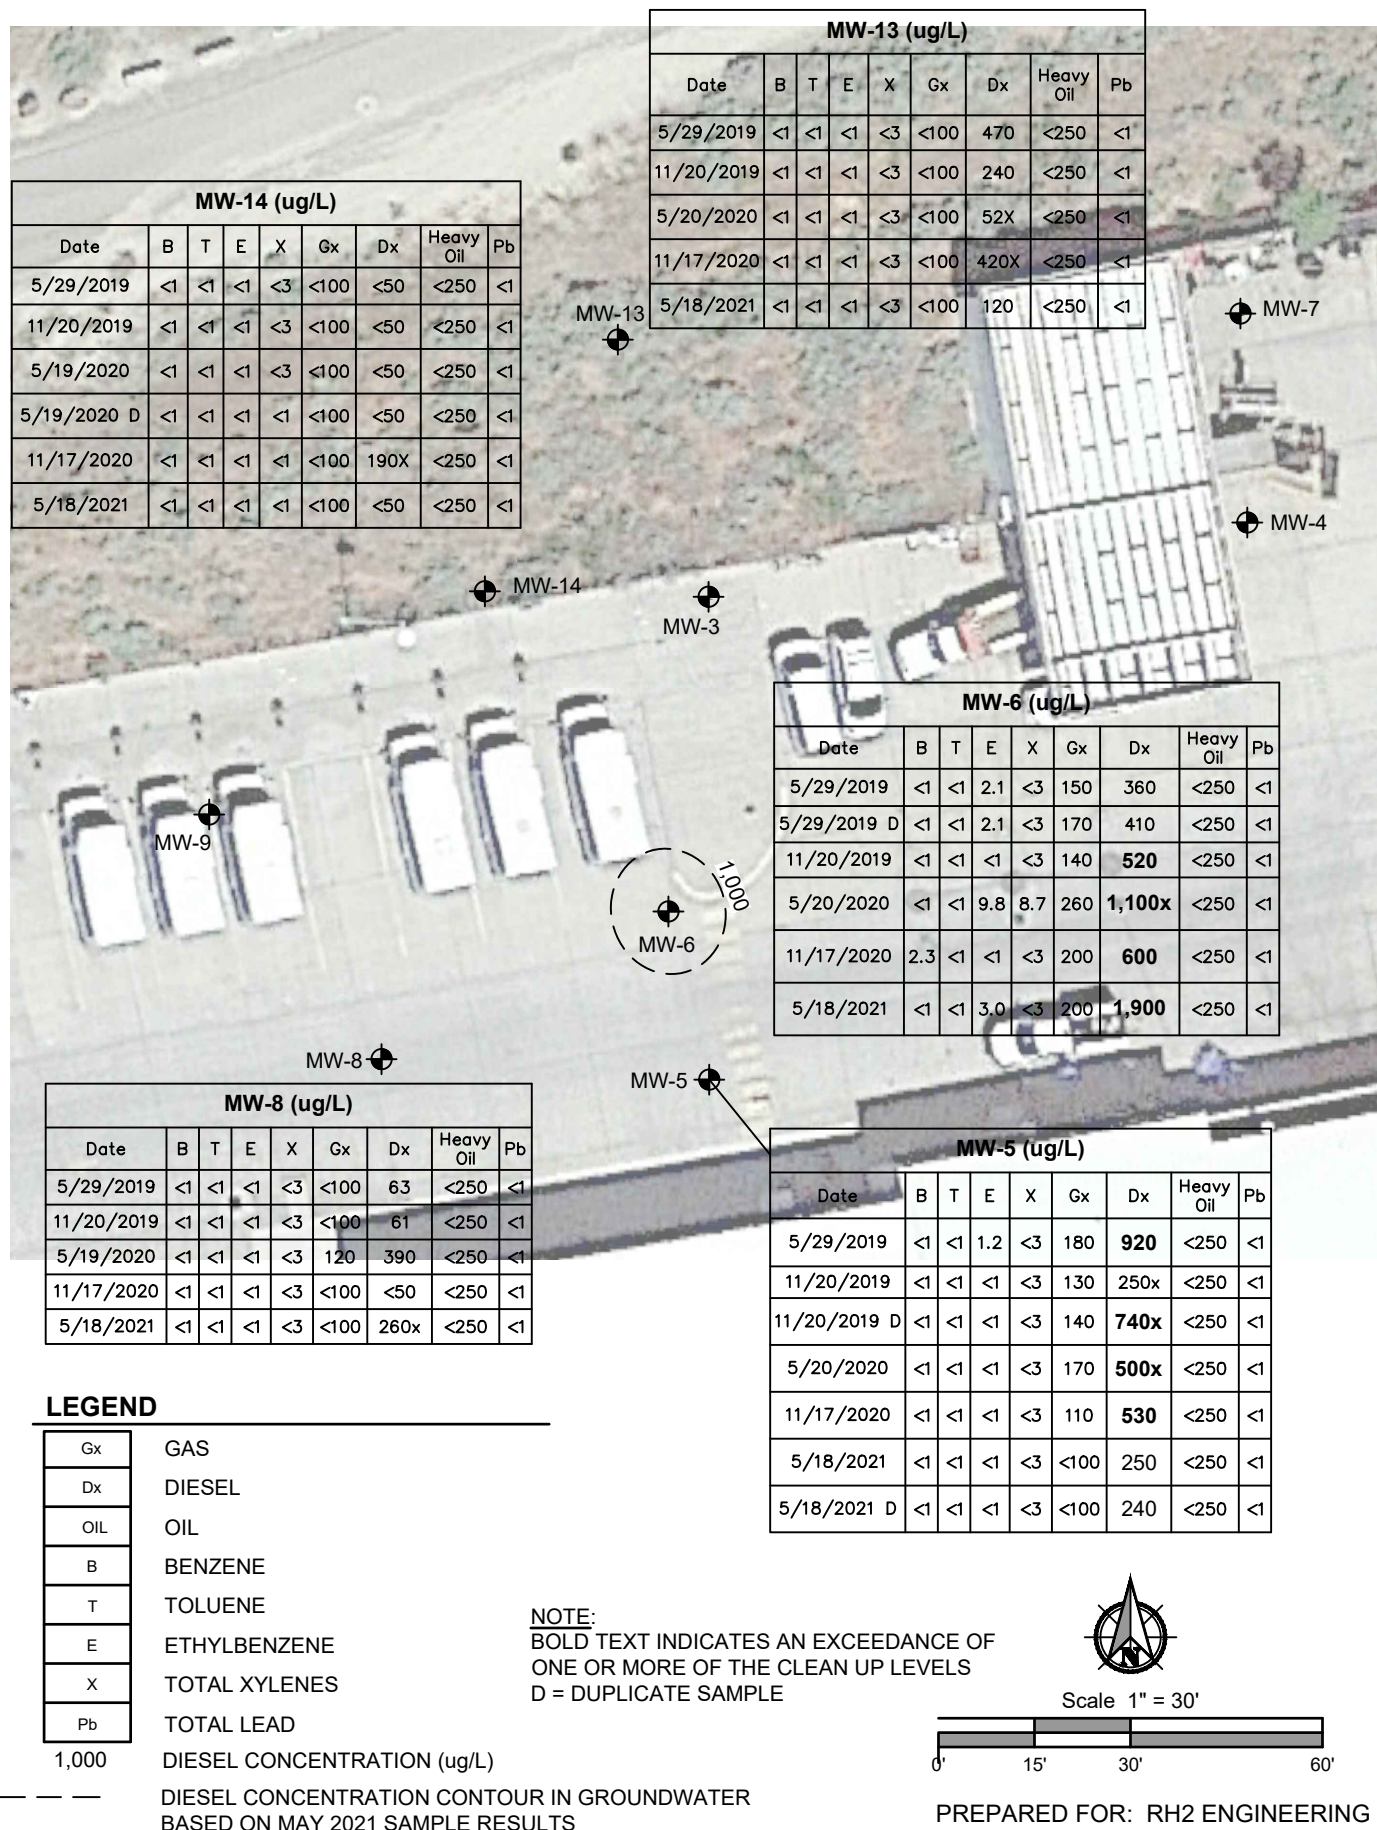 MW-13 (ug/L)
Date B T E X Gx Dx Heavy Oil Pb
5/29/2019 <1 <1 <1 <3 <100 470 <250 <1
11/20/2019 <1 <1 <1 <3 <100 240 <250 <1
5/20/2020 <1 <1 <1 <3 <100 52X <250 <1
11/17/2020 <1 <1 <1 <3 <100 420X <250 <1
5/18/2021 <1 <1 <1 <3 <100 120 <250 <1
MW-14 (ug/L)
Date B T E X Gx Dx Heavy Oil Pb
5/29/2019 <1 <1 <1 <3 <100 <50 <250 <1
11/20/2019 <1 <1 <1 <3 <100 <50 <250 <1
5/19/2020 <1 <1 <1 <3 <100 <50 <250 <1
5/19/2020 D <1 <1 <1 <1 <100 <50 <250 <1
11/17/2020 <1 <1 <1 <1 <100 190X <250 <1
5/18/2021 <1 <1 <1 <1 <100 <50 <250 <1
MW-13
MW-7
MW-4
MW-14
MW-3
MW-6 (ug/L)
Date B T E X Gx Dx Heavy Oil Pb
5/29/2019 <1 <1 2.1 <3 150 360 <250 <1
5/29/2019 D <1 <1 2.1 <3 170 410 <250 <1
11/20/2019 <1 <1 <1 <3 140 520 <250 <1
5/20/2020 <1 <1 9.8 8.7 260 1,100x <250 <1
11/17/2020 2.3 <1 <1 <3 200 600 <250 <1
5/18/2021 <1 <1 3.0 <3 200 1,900 <250 <1
MW-9
1,000
MW-6
MW-8
MW-5
MW-8 (ug/L)
Date B T E X Gx Dx Heavy Oil Pb
5/29/2019 <1 <1 <1 <3 <100 63 <250 <1
11/20/2019 <1 <1 <1 <3 <100 61 <250 <1
5/19/2020 <1 <1 <1 <3 120 390 <250 <1
11/17/2020 <1 <1 <1 <3 <100 <50 <250 <1
5/18/2021 <1 <1 <1 <3 <100 260x <250 <1
MW-5 (ug/L)
Date B T E X Gx Dx Heavy Oil Pb
5/29/2019 <1 <1 1.2 <3 180 920 <250 <1
11/20/2019 <1 <1 <1 <3 130 250x <250 <1
11/20/2019 D <1 <1 <1 <3 140 740x <250 <1
5/20/2020 <1 <1 <1 <3 170 500x <250 <1
11/17/2020 <1 <1 <1 <3 110 530 <250 <1
5/18/2021 <1 <1 <1 <3 <100 250 <250 <1
5/18/2021 D <1 <1 <1 <3 <100 240 <250 <1
LEGEND
Gx GAS
Dx DIESEL
OIL OIL
B BENZENE
T TOLUENE
E ETHYLBENZENE
X TOTAL XYLENES
Pb TOTAL LEAD
1,000 DIESEL CONCENTRATION (ug/L)
DIESEL CONCENTRATION CONTOUR IN GROUNDWATER
BASED ON MAY 2021 SAMPLE RESULTS
NOTE:
BOLD TEXT INDICATES AN EXCEEDANCE OF
ONE OR MORE OF THE CLEAN UP LEVELS
D = DUPLICATE SAMPLE
N
Scale 1" = 30'
0' 15' 30' 60'
PREPARED FOR: RH2 ENGINEERING